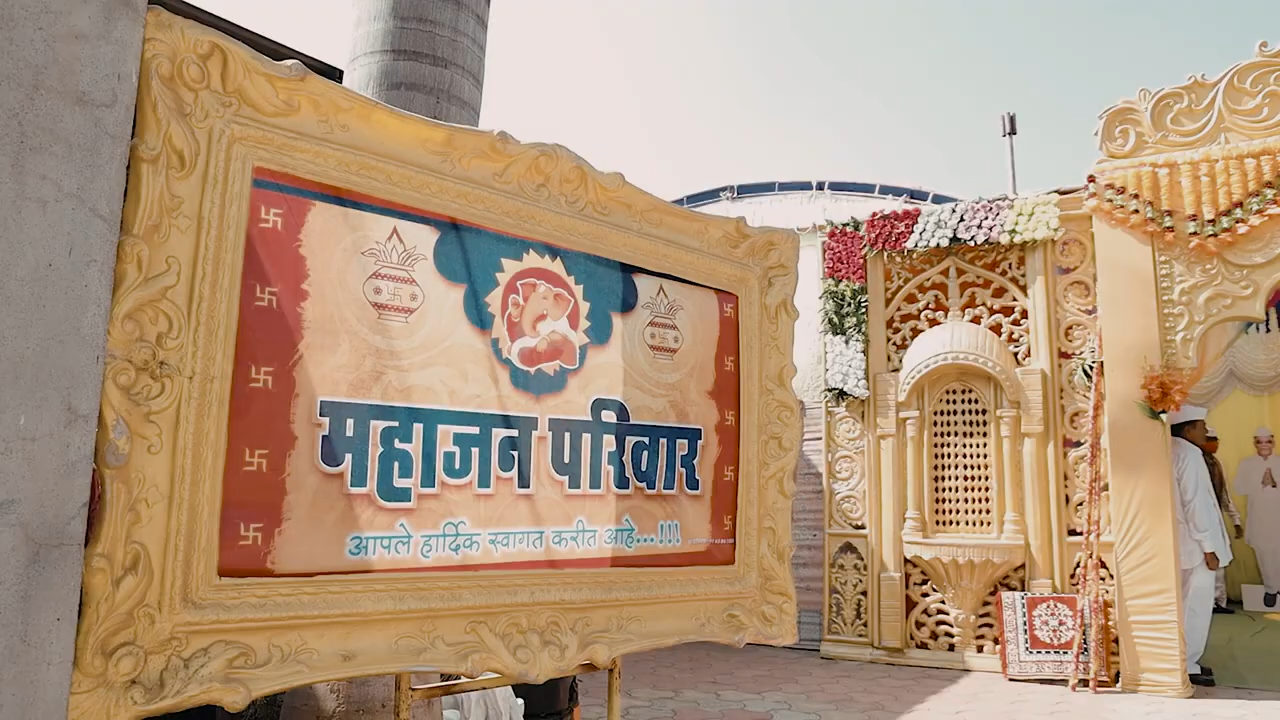 महाजन परिवार
आपले हार्दिक स्वागत करीत आहे...!!!